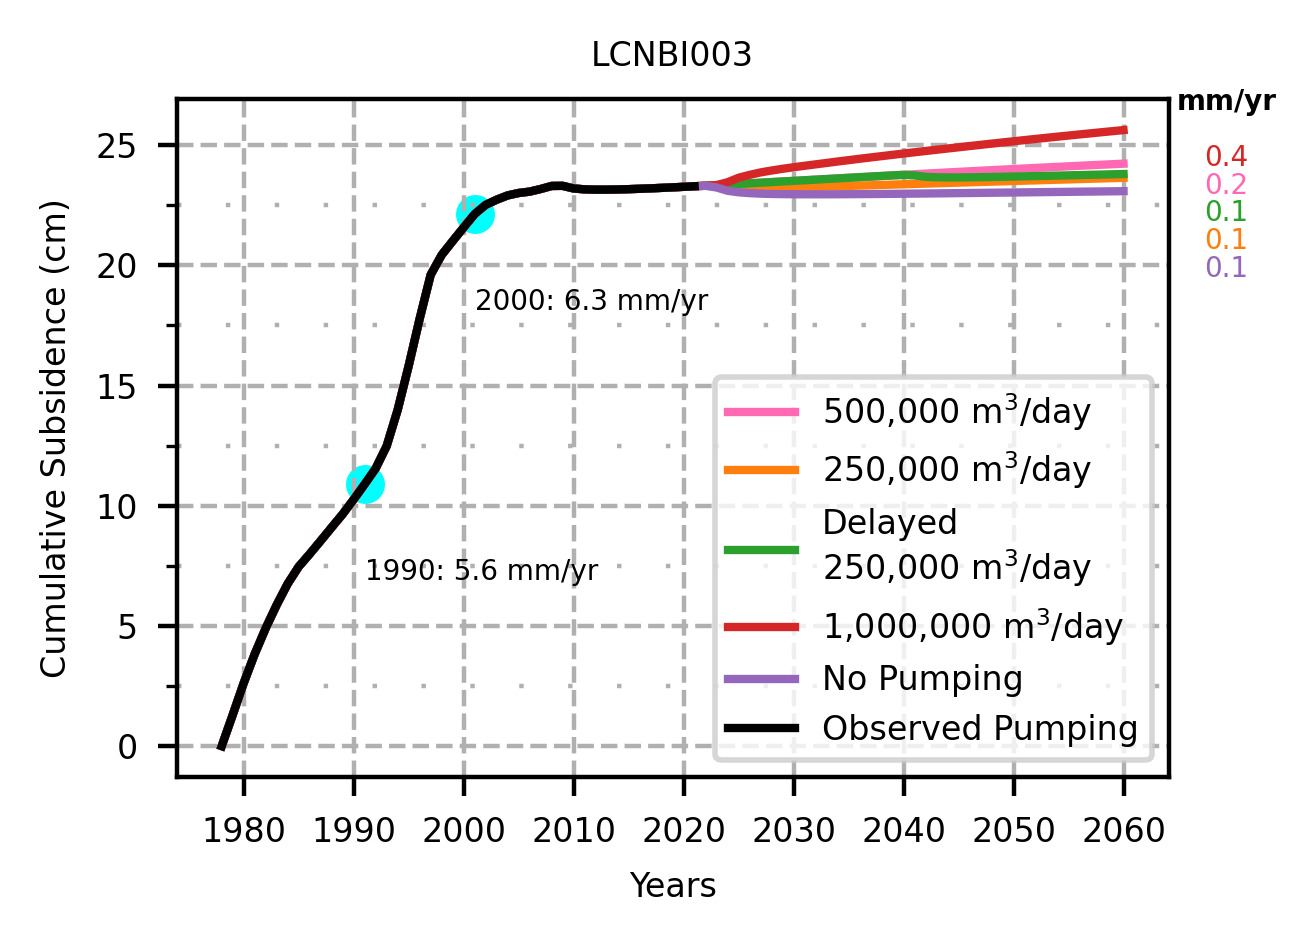 LCNBI003
mm/yr
25
0.4
0.2
0.1
0.1
0.1
20
2000: 6.3 mm/yr
15
500,000 m³/day
250,000 m³/day
10
Delayed
250,000 m³/day
1990: 5.6 mm/yr
5
1,000,000 m³/day
No Pumping
Observed Pumping
0
Cumulative Subsidence (cm)
1980 1990 2000 2010 2020 2030 2040 2050 2060
Years